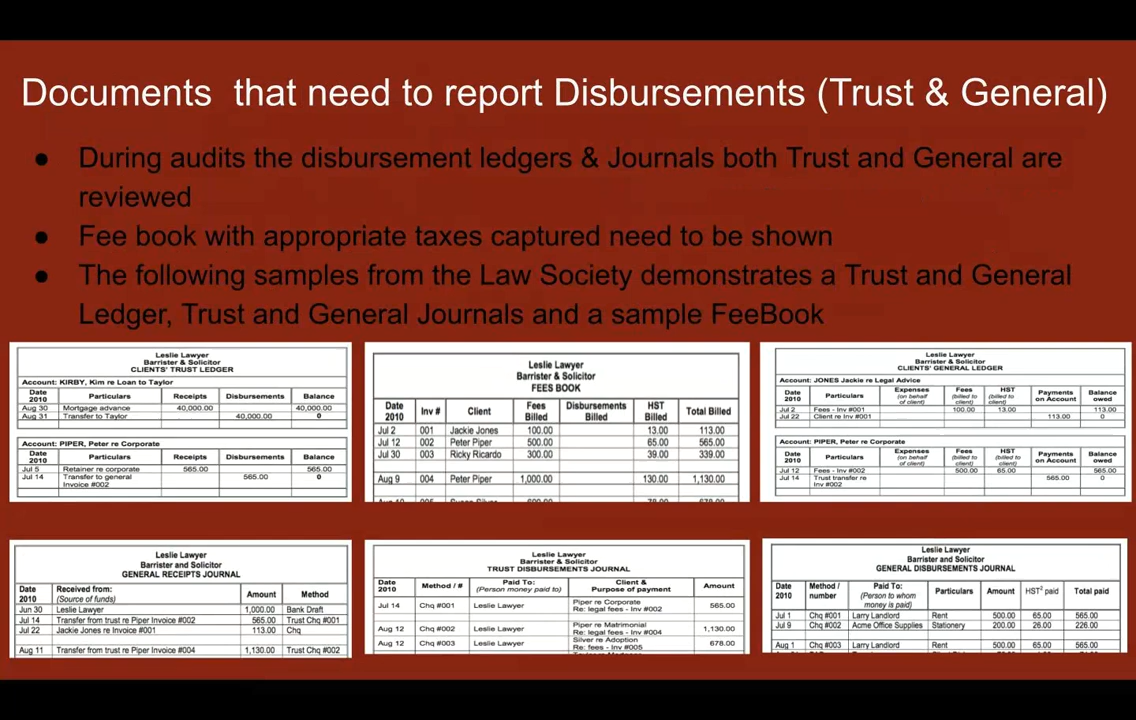 Documents  that need to report Disbursements (Trust & General)
● During audits the disbursement ledgers & Journals both Trust and General are
reviewed
● Fee book with appropriate taxes captured need to be shown
● The following samples from the Law Society demonstrates a Trust and General
Ledger, Trust and General Journals and a sample FeeBook
Leslie Lawyer
Barrister & Solicitor
CLIENTS' TRUST LEDGER
Account: KIRBY, Kim re Loan to Taylor
Date 2010 Particulars Receipts Disbursements Balance
Aug 30 Mortgage advance 40,000.00 40,000.00
Aug 31 Transfer to Taylor 40,000.00 0
Account: PIPER, Peter re Corporate
Date 2010 Particulars Receipts Disbursements Balance
Jul 5 Retainer re corporate 565.00 565.00
Jul 14 Transfer to general 565.00 0
Invoice #002
Leslie Lawyer
Barrister & Solicitor
FEES BOOK
Date 2010 Inv # Client Fees Billed Disbursements Billed HST Billed Total Billed
Jul 2 001 Jackie Jones 100.00 13.00 113.00
Jul 12 002 Peter Piper 500.00 65.00 565.00
Jul 30 003 Ricky Ricardo 300.00 39.00 339.00
Aug 9 004 Peter Piper 1,000.00 130.00 1,130.00
Leslie Lawyer
Barrister & Solicitor
CLIENTS' GENERAL LEDGER
Account: JONES Jackie re Legal Advice
Date 2010 Particulars Expenses (on behalf of client) Fees (billed to client) HST (billed to client) Payments on Account Balance owed
Jul 2 Fees - Inv #001 100.00 13.00 113.00
Jul 22 Client re Inv #001 113.00 0
Account: PIPER, Peter re Corporate
Date 2010 Particulars Expenses (on behalf of client) Fees (billed to client) HST (billed to client) Payments on Account Balance owed
Jul 12 Fees - Inv #002 500.00 65.00 565.00
Jul 14 Trust transfer re 565.00 0
Inv #002
Leslie Lawyer
Barrister and Solicitor
GENERAL RECEIPTS JOURNAL
Date 2010 Received from: (Source of funds) Amount Method
Jun 30 Leslie Lawyer 1,000.00 Bank Draft
Jul 14 Transfer from trust re Piper Invoice #002 565.00 Trust Chq #001
Jul 22 Jackie Jones re Invoice #001 113.00 Chq
Aug 11 Transfer from trust re Piper Invoice #004 1,130.00 Trust Chq #002
Leslie Lawyer
Barrister & Solicitor
TRUST DISBURSEMENTS JOURNAL
Date 2010 Method / # Paid To: (Person money paid to) Client & Purpose of payment Amount
Jul 14 Chq #001 Leslie Lawyer Piper re Corporate 565.00
Re: legal fees - Inv #002
Aug 12 Chq #002 Leslie Lawyer Piper re Matrimonial 1,130.00
Re: legal fees - Inv #004
Aug 12 Chq #003 Leslie Lawyer Silver re Adoption 678.00
Re: fees - Inv #005
Leslie Lawyer
Barrister and Solicitor
GENERAL DISBURSEMENTS JOURNAL
Date 2010 Method / number Paid To: (Person to whom money is paid) Particulars Amount HST² paid Total paid
Jul 1 Chq #001 Larry Landlord Rent 500.00 65.00 565.00
Jul 9 Chq #002 Acme Office Supplies Stationery 200.00 26.00 226.00
Aug 1 Chq #003 Larry Landlord Rent 500.00 65.00 565.00